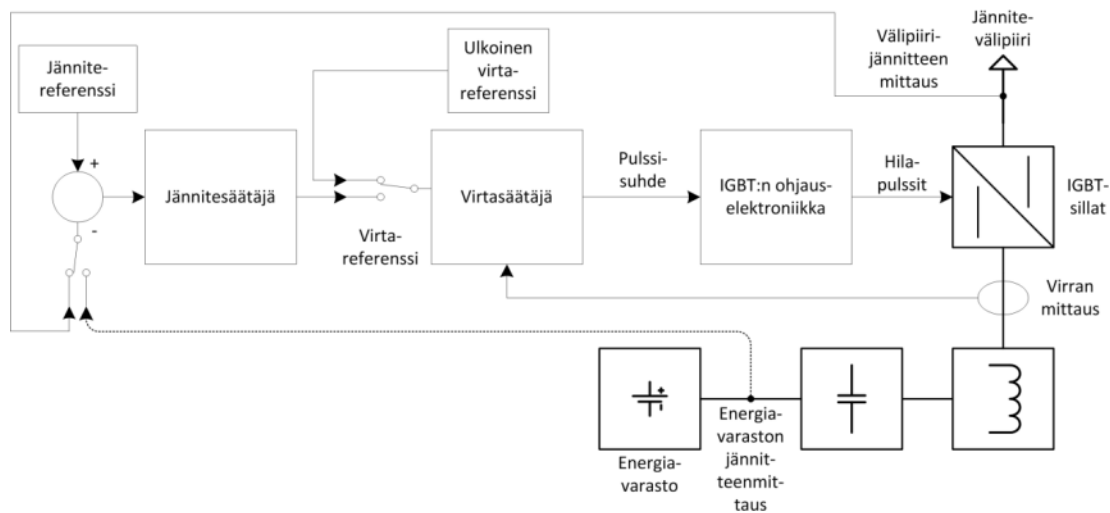 Jännite-
referenssi
Ulkoinen
virta-
referenssi
Välipiiri-
jännitteen
mittaus
Jännite-
välipiiri
+
-
Jännitesäätäjä
Virta-
referenssi
Virtasäätäjä
Pulssi-
suhde
IGBT:n ohjaus-
elektroniikka
Hila-
pulssit
IGBT-
sillat
Virran
mittaus
Energia-
varasto
Energia-
varaston
jännit-
teenmit-
taus